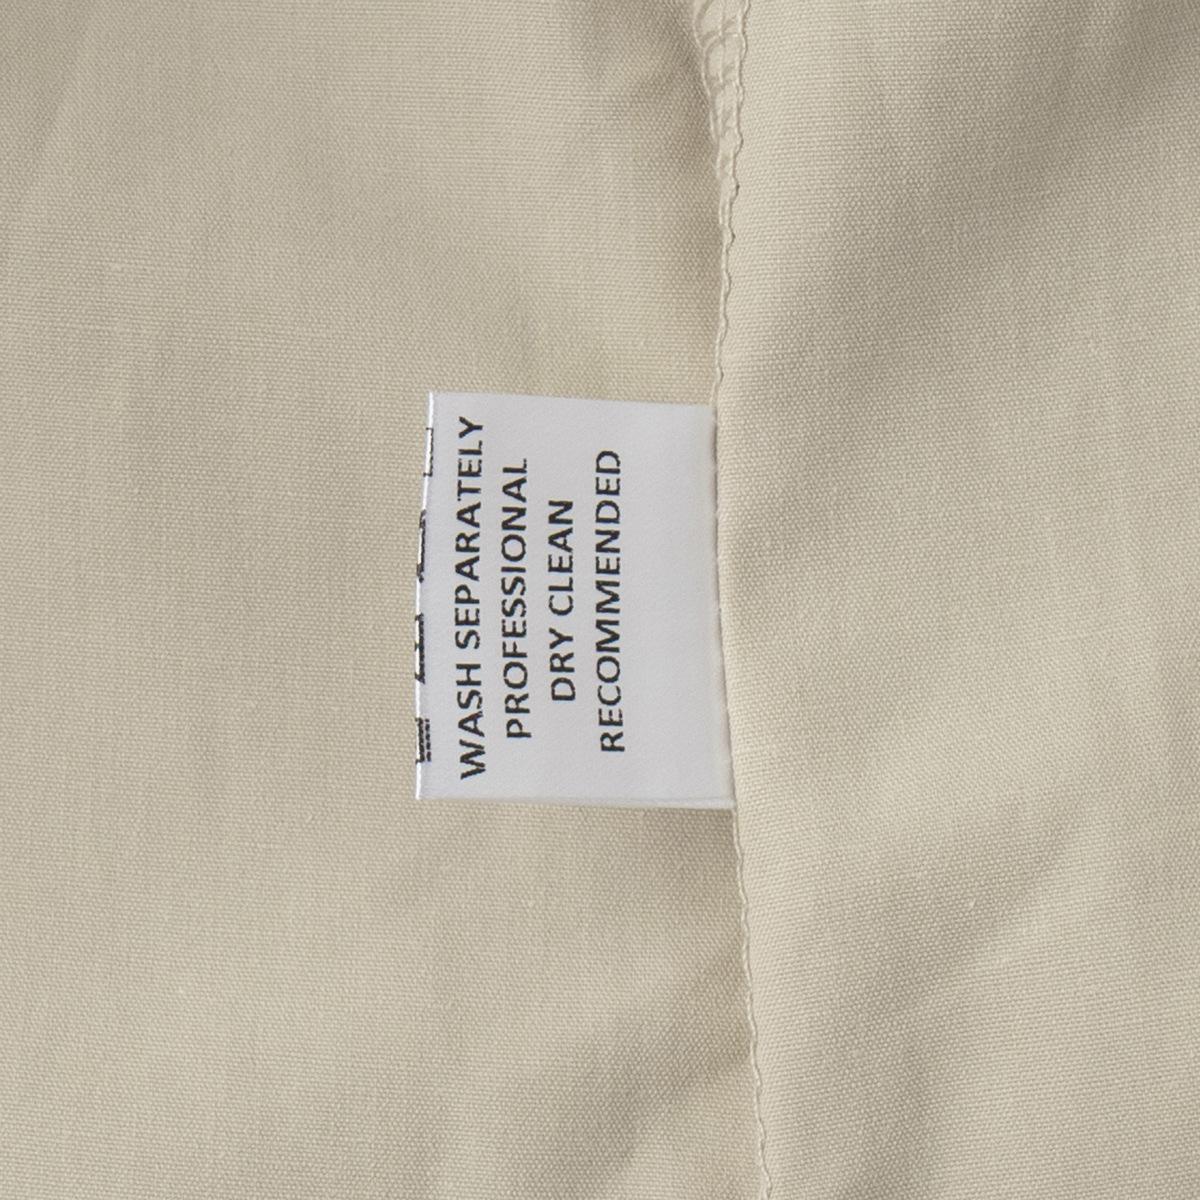 WASH SEPARATELY
PROFESSIONAL
DRY CLEAN
RECOMMENDED